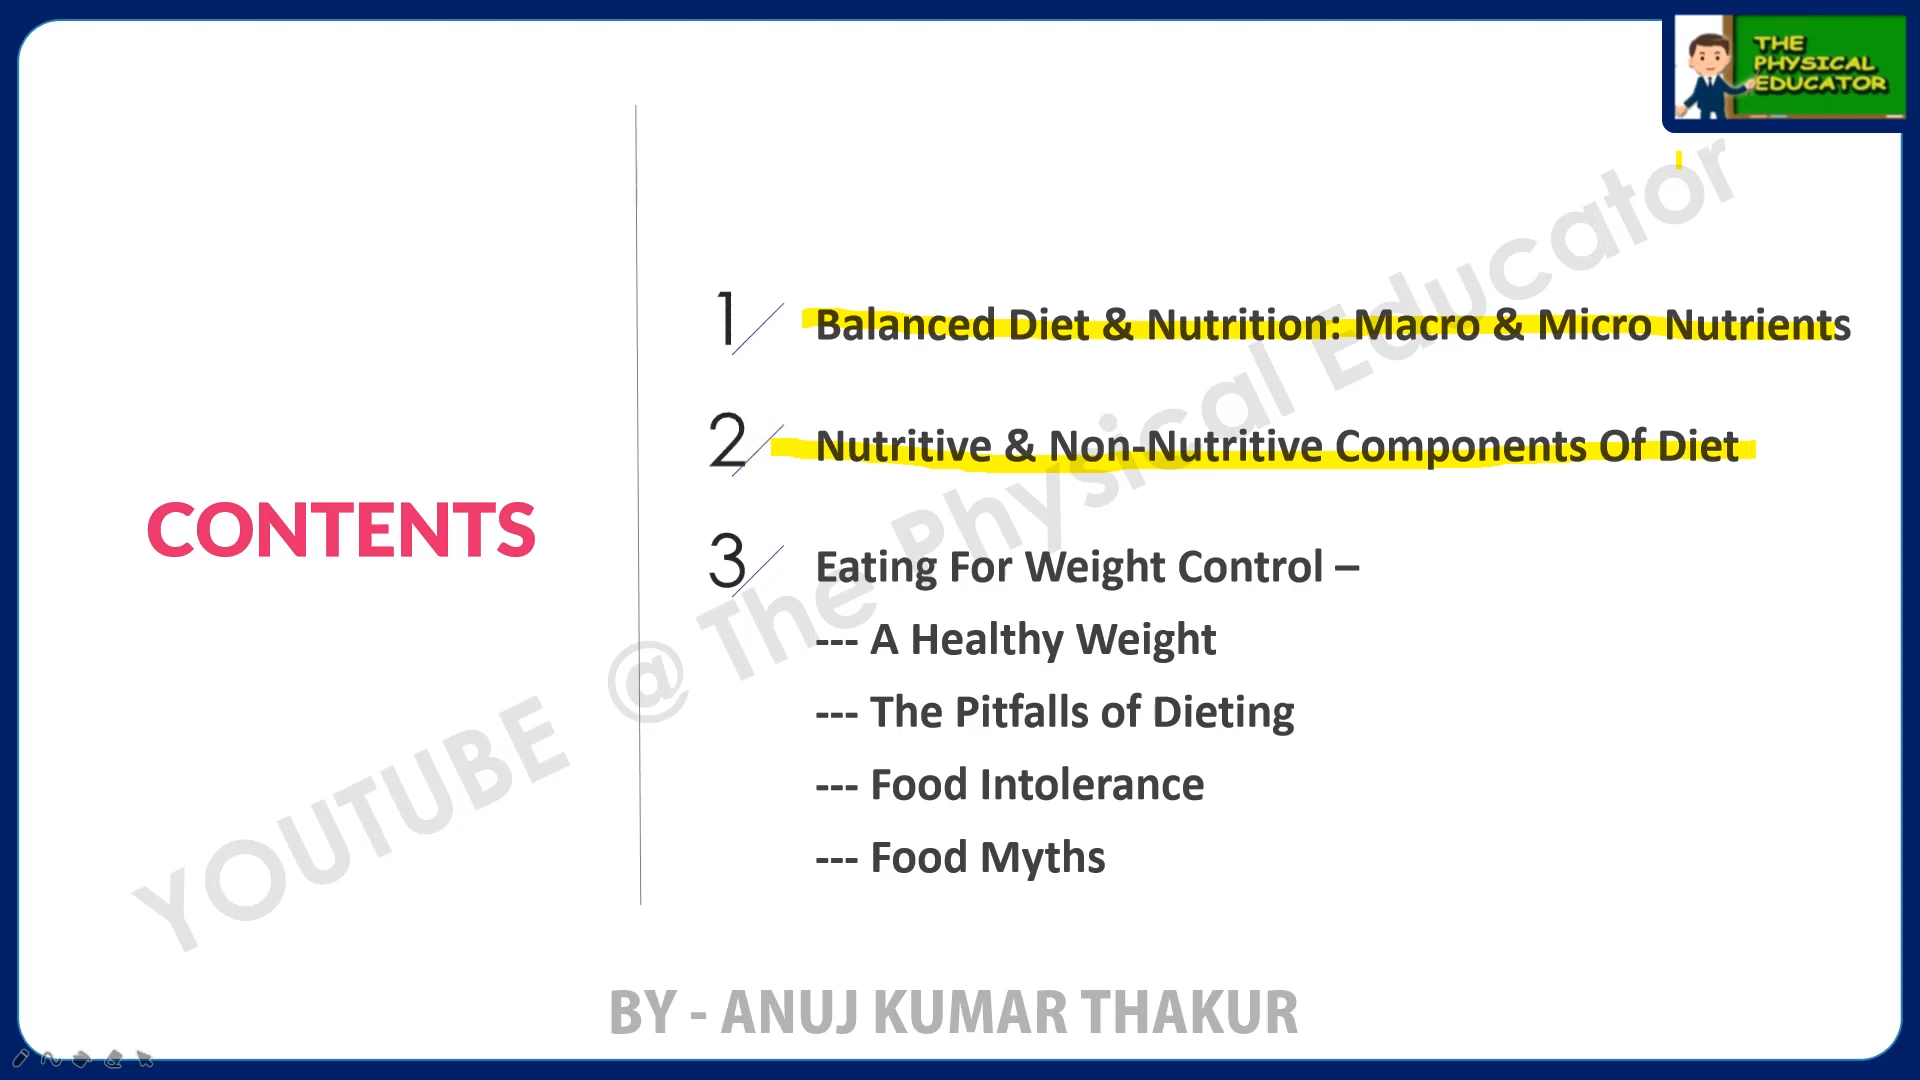 THE
PHYSICAL
EDUCATOR
CONTENTS
1 Balanced Diet & Nutrition: Macro & Micro Nutrients
2 Nutritive & Non-Nutritive Components Of Diet
3 Eating For Weight Control –
--- A Healthy Weight
--- The Pitfalls of Dieting
--- Food Intolerance
--- Food Myths
YOUTUBE @ The Physical Educator
BY - ANUJ KUMAR THAKUR